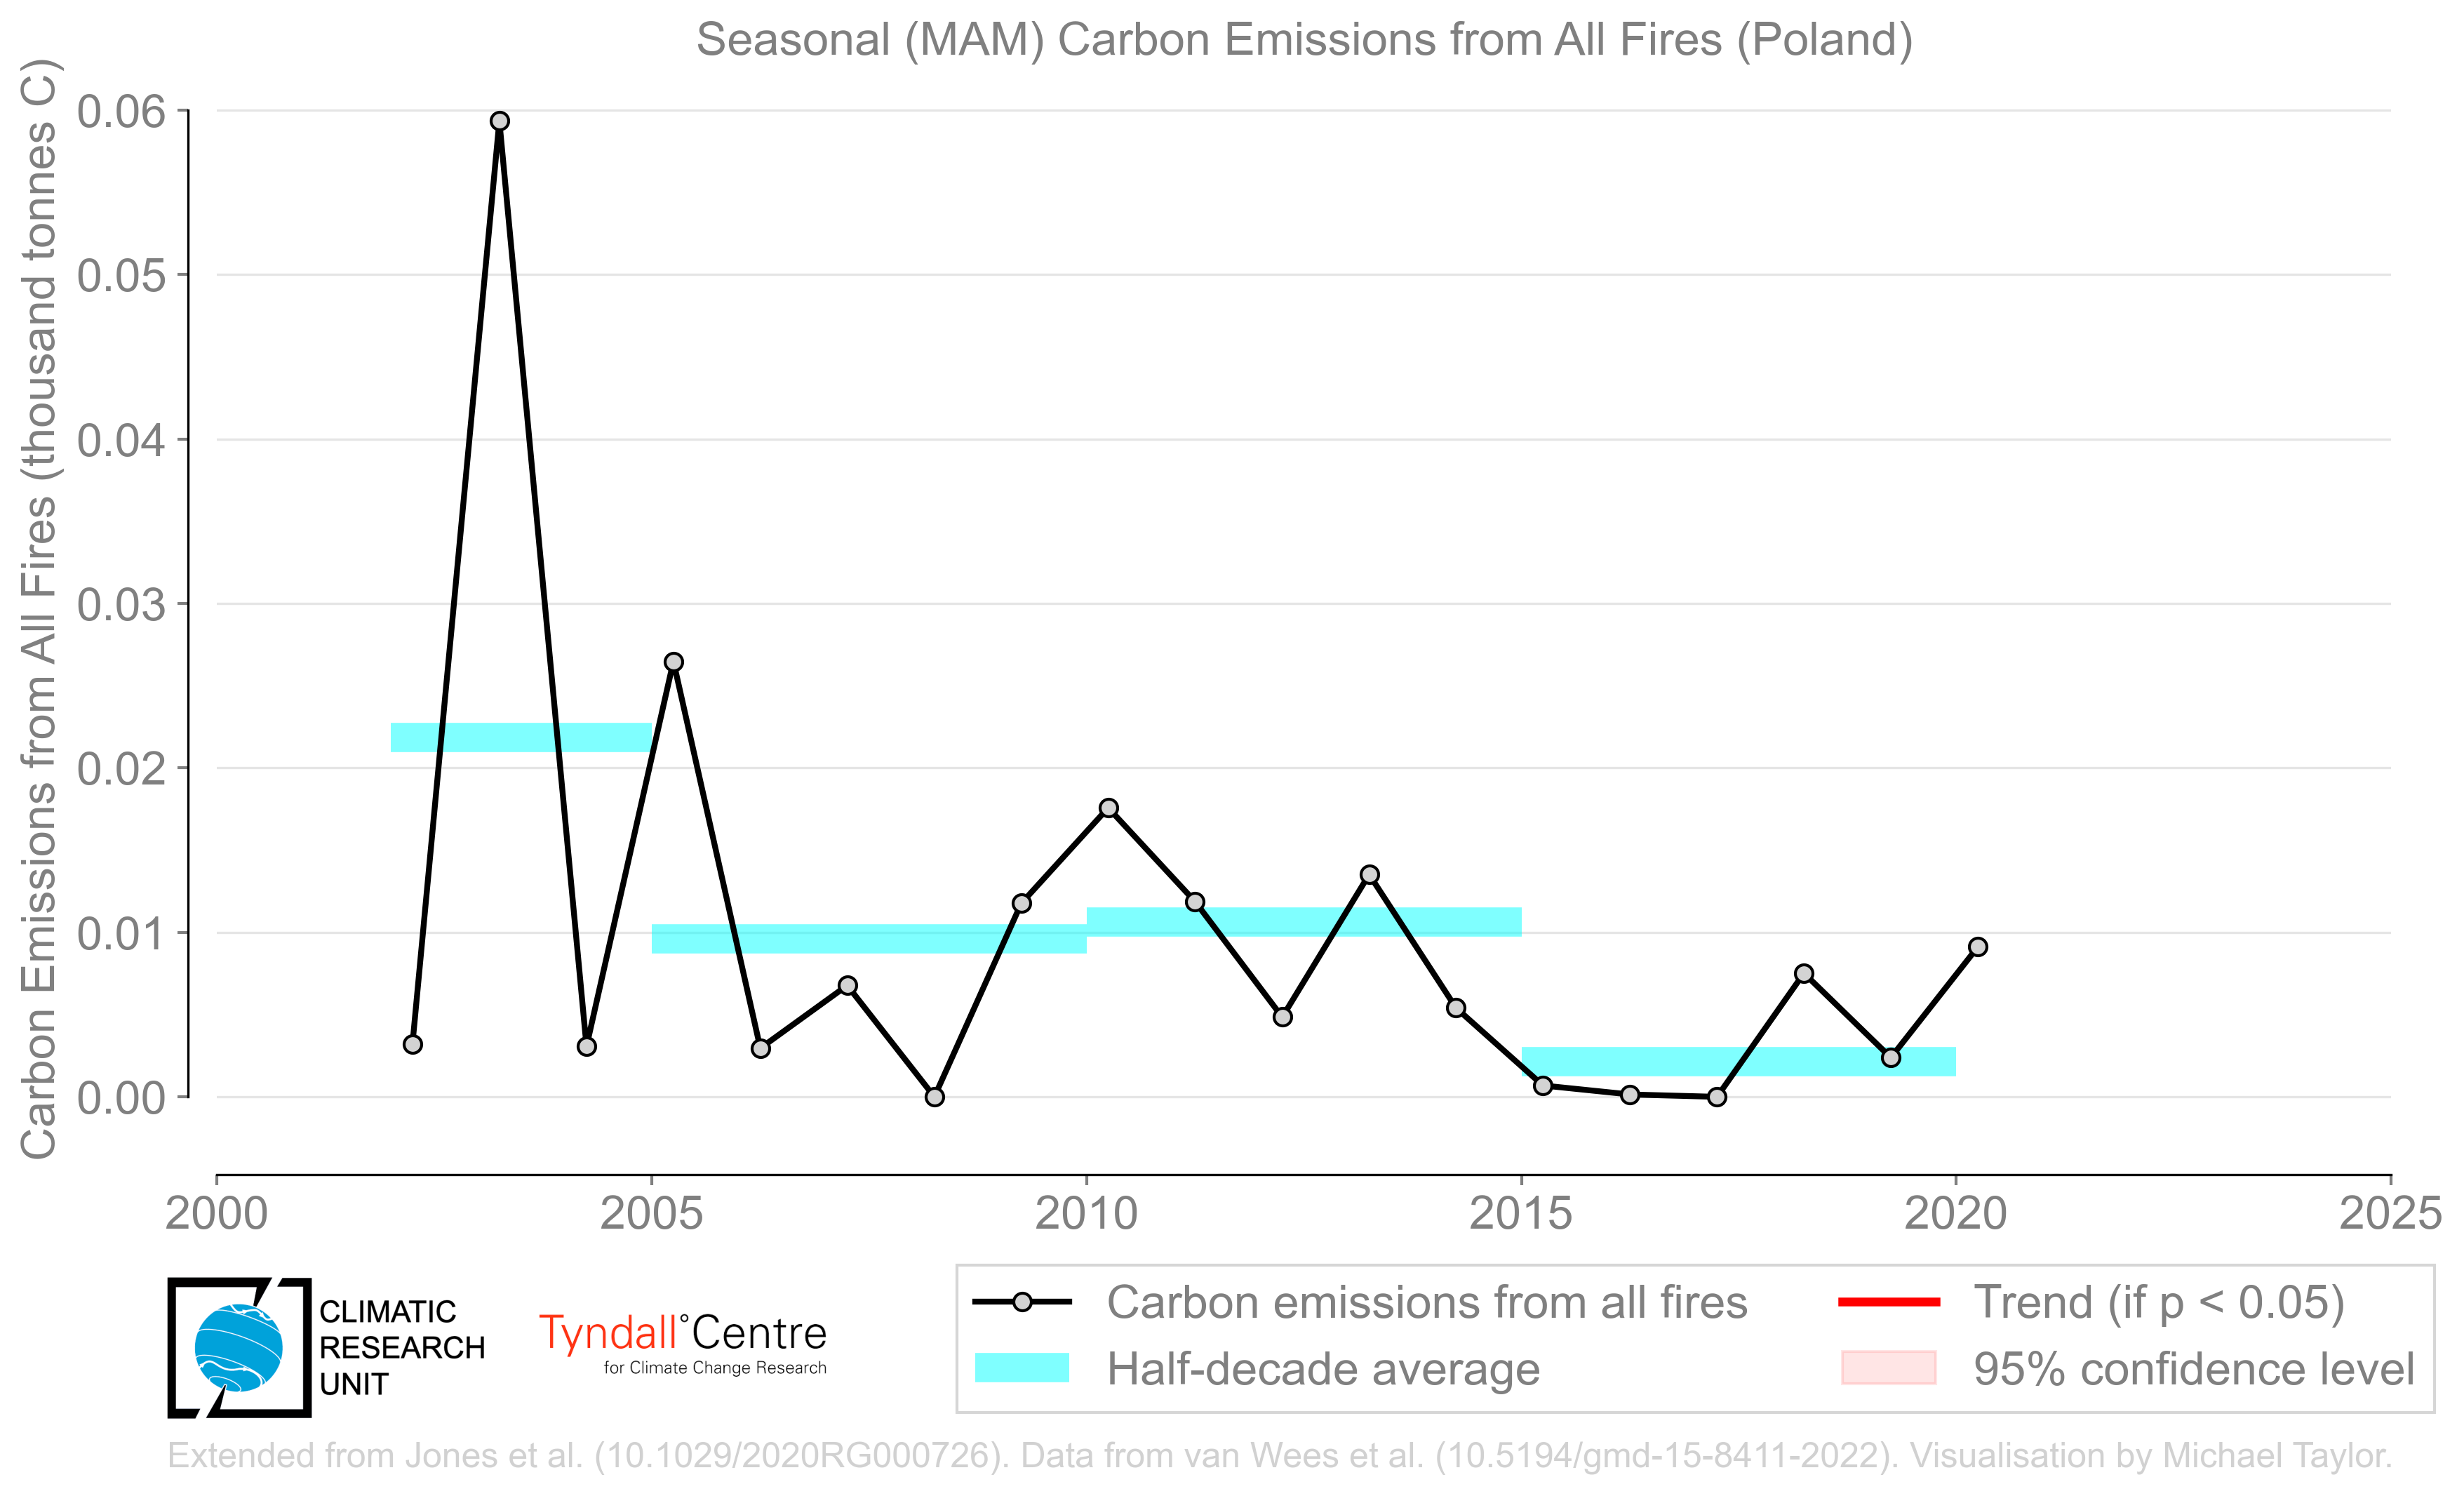 Seasonal (MAM) Carbon Emissions from All Fires (Poland)
Carbon Emissions from All Fires (thousand tonnes C)
0.06
0.05
0.04
0.03
0.02
0.01
0.00
2000 2005 2010 2015 2020 2025
CLIMATIC
RESEARCH
UNIT
Tyndall°Centre
for Climate Change Research
Carbon emissions from all fires
Half-decade average
Trend (if p < 0.05)
95% confidence level
Extended from Jones et al. (10.1029/2020RG000726). Data from van Wees et al. (10.5194/gmd-15-8411-2022). Visualisation by Michael Taylor.